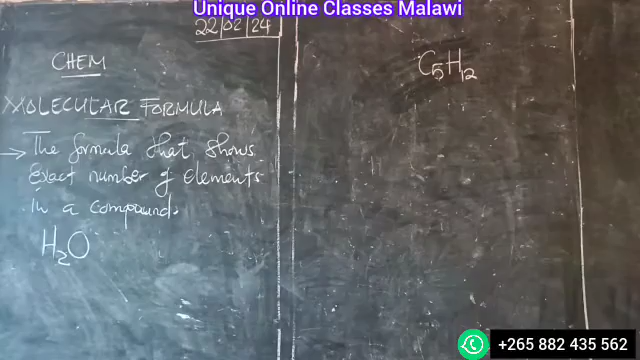 Unique Online Classes Malawi
22/02/24
CHEM
MOLECULAR FORMULA
→ The formula that shows
exact number of elements
in a compound.
H₂O
C₅H₁₂
+265 882 435 562